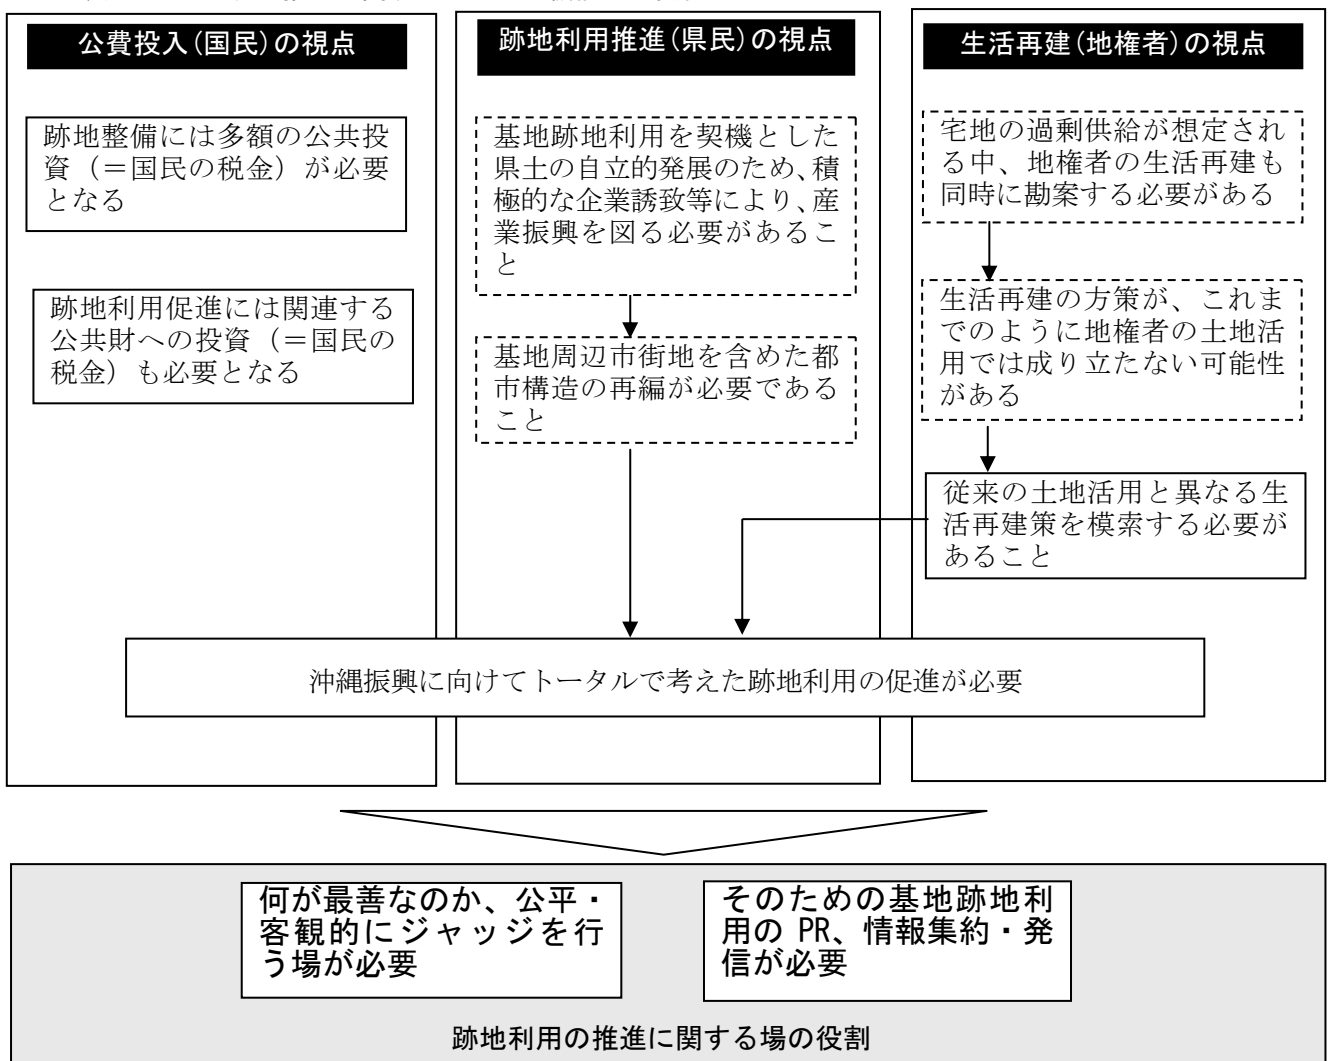 公費投入(国民)の視点
跡地整備には多額の公共投
資（＝国民の税金）が必要
となる
跡地利用促進には関連する
公共財への投資（＝国民の
税金）も必要となる
跡地利用推進(県民)の視点
基地跡地利用を契機とした
県土の自立的発展のため、積
極的な企業誘致等により、産
業振興を図る必要があるこ
と
基地周辺市街地を含めた都
市構造の再編が必要である
こと
生活再建(地権者)の視点
宅地の過剰供給が想定され
る中、地権者の生活再建も
同時に勘案する必要がある
生活再建の方策が、これま
でのように地権者の土地活
用では成り立たない可能性
がある
従来の土地活用と異なる生
活再建策を模索する必要が
あること
沖縄振興に向けてトータルで考えた跡地利用の促進が必要
何が最善なのか、公平・
客観的にジャッジを行
う場が必要
そのための基地跡地利
用の PR、情報集約・発
信が必要
跡地利用の推進に関する場の役割